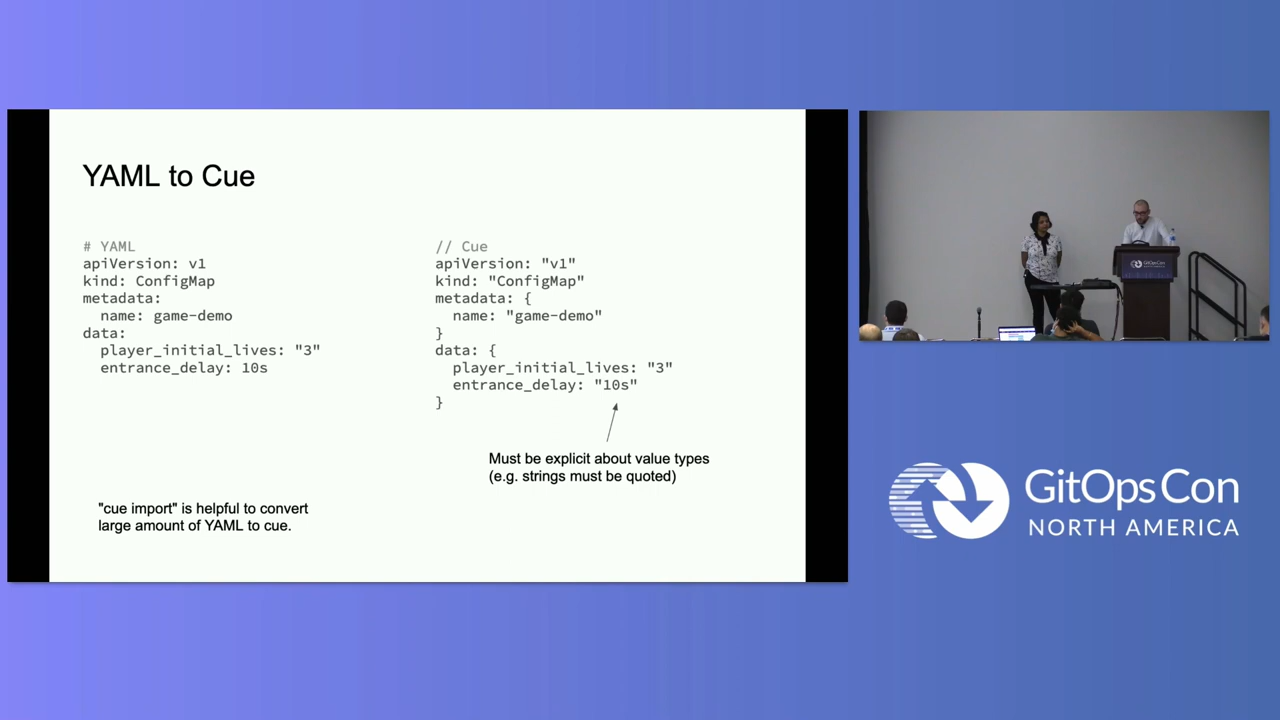 YAML to Cue
# YAML
apiVersion: v1
kind: ConfigMap
metadata:
  name: game-demo
data:
  player_initial_lives: "3"
  entrance_delay: 10s
// Cue
apiVersion: "v1"
kind: "ConfigMap"
metadata: {
  name: "game-demo"
}
data: {
  player_initial_lives: "3"
  entrance_delay: "10s"
}
Must be explicit about value types
(e.g. strings must be quoted)
"cue import" is helpful to convert
large amount of YAML to cue.
GitOpsCon
GitOpsCon
NORTH AMERICA